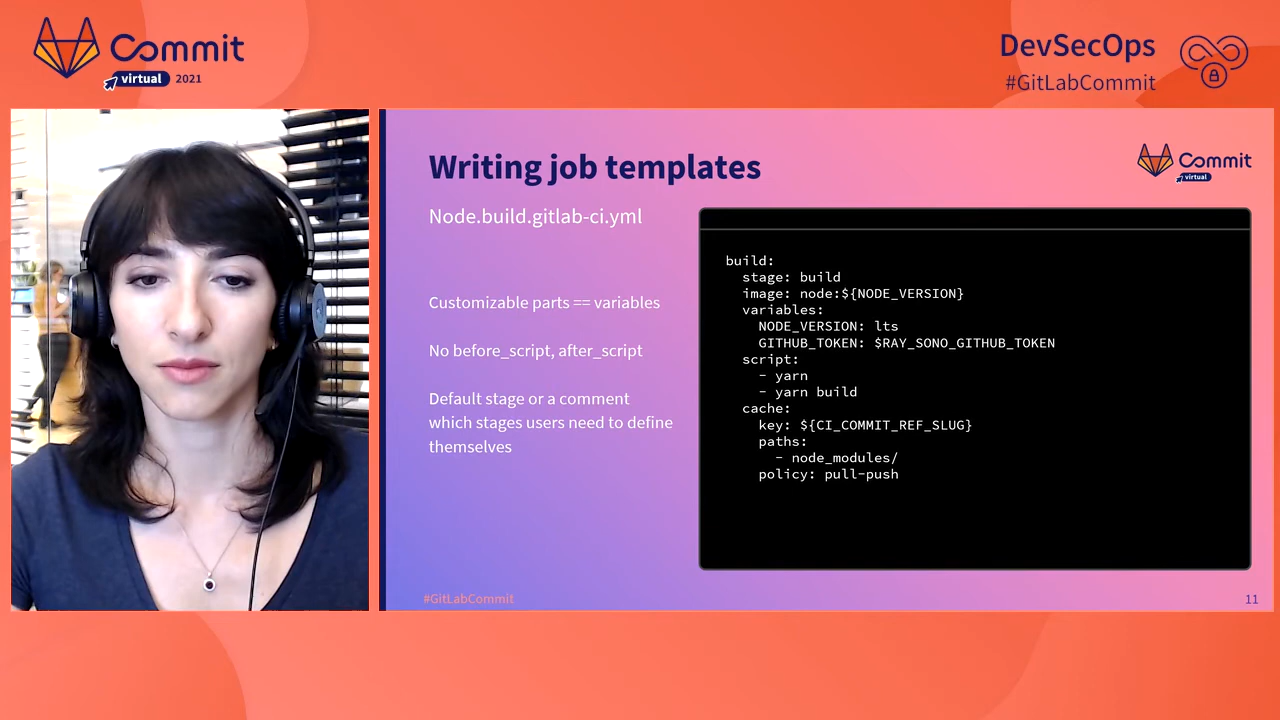 Commit
virtual 2021
DevSecOps
#GitLabCommit
Writing job templates
Commit
virtual
Node.build.gitlab-ci.yml
Customizable parts == variables
No before_script, after_script
Default stage or a comment
which stages users need to define
themselves
build:
  stage: build
  image: node:${NODE_VERSION}
  variables:
    NODE_VERSION: lts
    GITHUB_TOKEN: $RAY_SONO_GITHUB_TOKEN
  script:
    - yarn
    - yarn build
  cache:
    key: ${CI_COMMIT_REF_SLUG}
    paths:
      - node_modules/
    policy: pull-push
#GitLabCommit
11